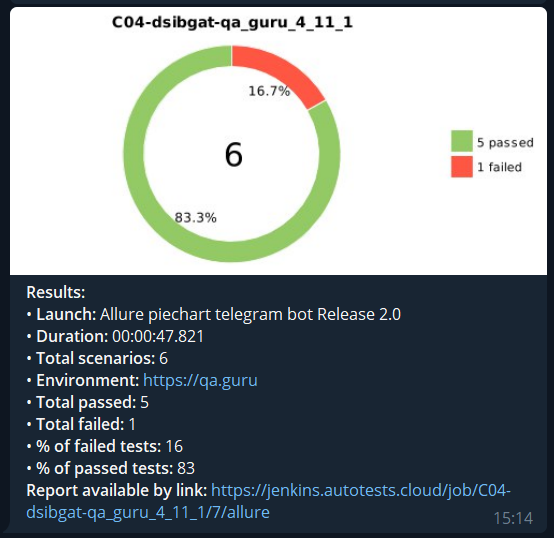 C04-dsibgat-qa_guru_4_11_1
16.7%
6
5 passed
1 failed
83.3%
Results:
• Launch: Allure piechart telegram bot Release 2.0
• Duration: 00:00:47.821
• Total scenarios: 6
• Environment: https://qa.guru
• Total passed: 5
• Total failed: 1
• % of failed tests: 16
• % of passed tests: 83
Report available by link: https://jenkins.autotests.cloud/job/C04-
dsibgat-qa_guru_4_11_1/7/allure
15:14